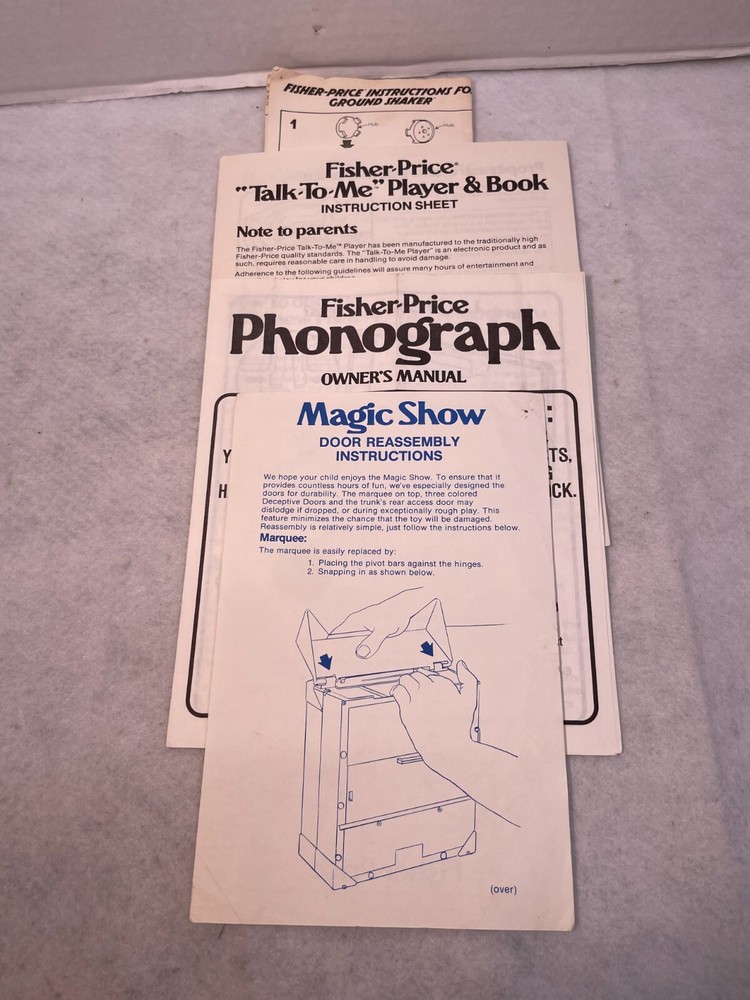 FISHER-PRICE INSTRUCTIONS FO
GROUND SHAKER
1
Hub
Hub
Fisher-Price®
"Talk-To-Me"™ Player & Book
INSTRUCTION SHEET
Note to parents
The Fisher-Price Talk-To-Me™ Player has been manufactured to the traditionally high
Fisher-Price quality standards. The "Talk-To-Me Player" is an electronic product and as
such, requires reasonable care in handling to avoid damage.
Adherence to the following guidelines will assure many hours of entertainment and
Fisher-Price
Phonograph
OWNER'S MANUAL
:
Y
TS,
G
H
OCK.
t
Magic Show
DOOR REASSEMBLY
INSTRUCTIONS
We hope your child enjoys the Magic Show. To ensure that it
provides countless hours of fun, we've especially designed the
doors for durability. The marquee on top, three colored
Deceptive Doors and the trunk's rear access door may
dislodge if dropped, or during exceptionally rough play. This
feature minimizes the chance that the toy will be damaged.
Reassembly is relatively simple, just follow the instructions below.
Marquee:
The marquee is easily replaced by:
1. Placing the pivot bars against the hinges.
2. Snapping in as shown below.
(over)